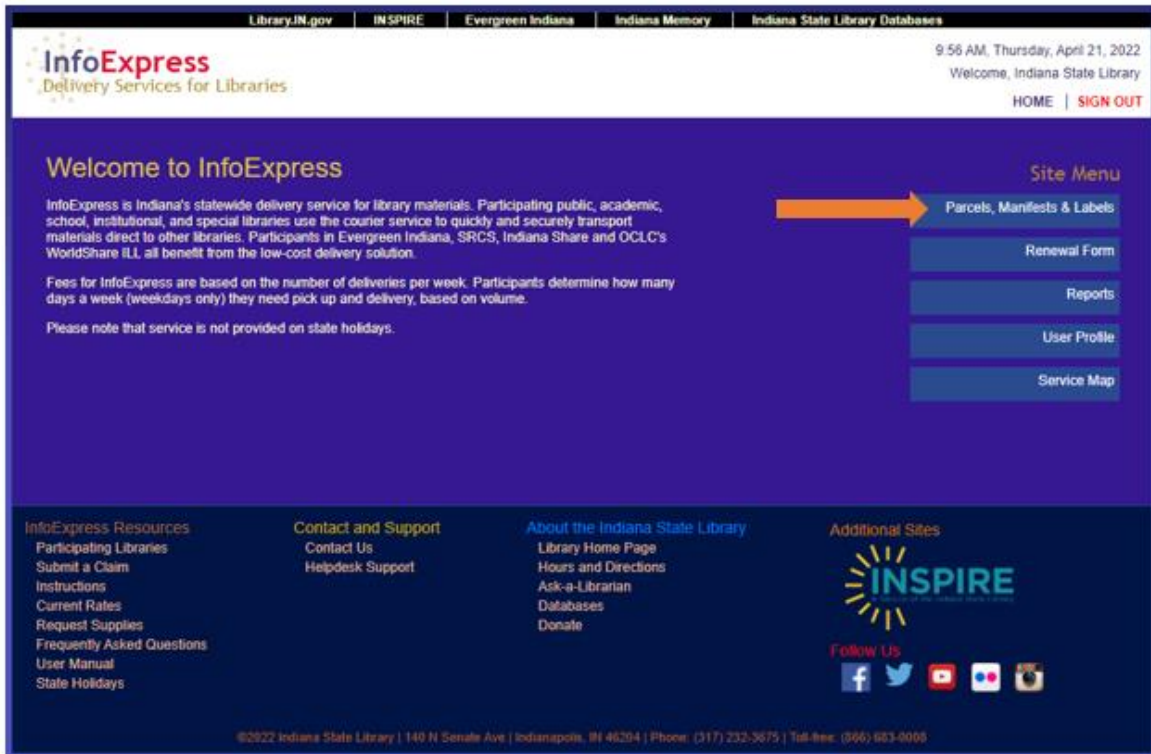 Library.IN.gov | INSPIRE | Evergreen Indiana | Indiana Memory | Indiana State Library Databases
InfoExpress
Delivery Services for Libraries
9:56 AM, Thursday, April 21, 2022
Welcome, Indiana State Library
HOME | SIGN OUT
Welcome to InfoExpress
InfoExpress is Indiana's statewide delivery service for library materials. Participating public, academic,
school, institutional, and special libraries use the courier service to quickly and securely transport
materials direct to other libraries. Participants in Evergreen Indiana, SRCS, Indiana Share and OCLC's
WorldShare ILL all benefit from the low-cost delivery solution.
Fees for InfoExpress are based on the number of deliveries per week. Participants determine how many
days a week (weekdays only) they need pick up and delivery, based on volume.
Please note that service is not provided on state holidays.
Site Menu
Parcels, Manifests & Labels
Renewal Form
Reports
User Profile
Service Map
InfoExpress Resources
Participating Libraries
Submit a Claim
Instructions
Current Rates
Request Supplies
Frequently Asked Questions
User Manual
State Holidays
Contact and Support
Contact Us
Helpdesk Support
About the Indiana State Library
Library Home Page
Hours and Directions
Ask-a-Librarian
Databases
Donate
Additional Sites
INSPIRE
Follow Us
©2022 Indiana State Library | 140 N Senate Ave | Indianapolis, IN 46204 | Phone: (317) 232-3675 | Toll-free: (866) 683-0008